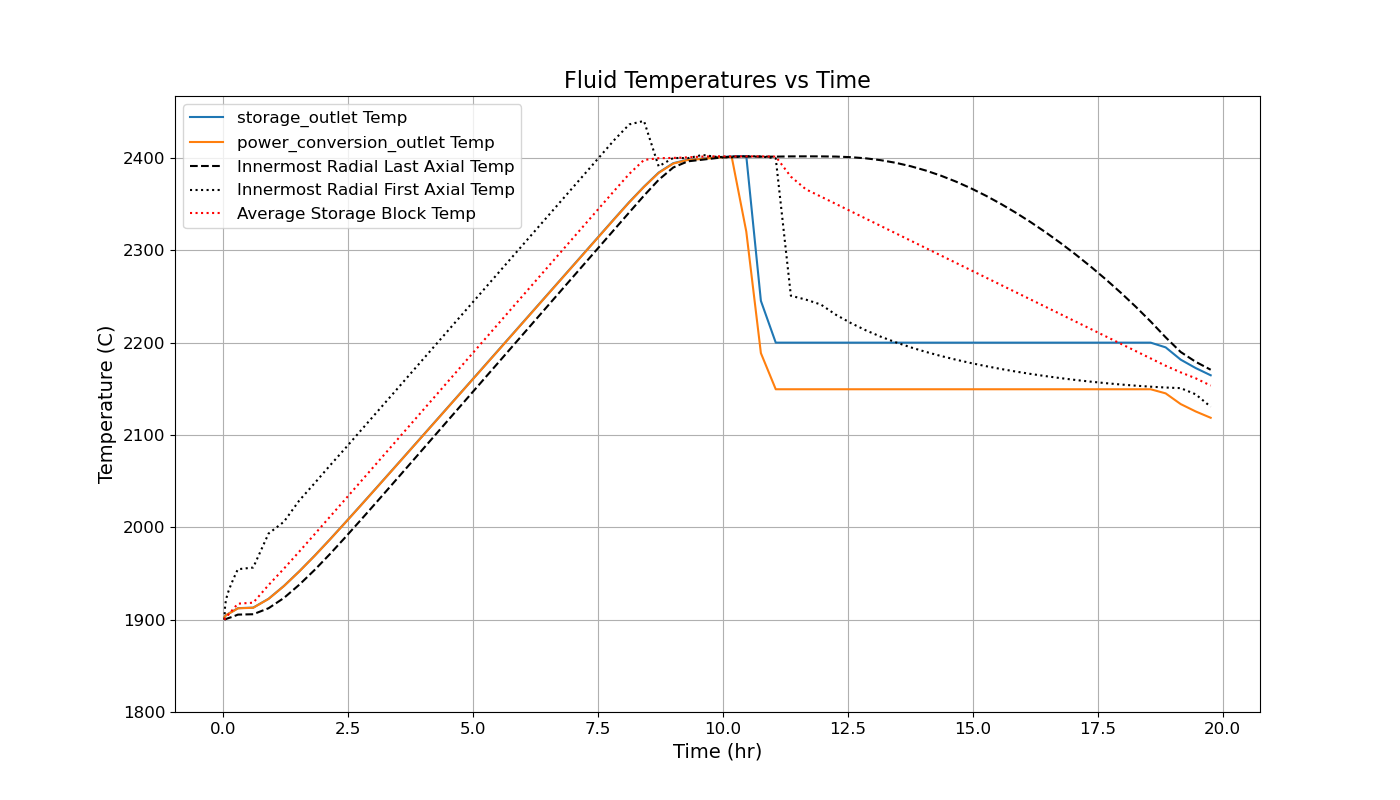 Fluid Temperatures vs Time
storage_outlet Temp
power_conversion_outlet Temp
Innermost Radial Last Axial Temp
Innermost Radial First Axial Temp
Average Storage Block Temp
Temperature (C)
2400
2300
2200
2100
2000
1900
1800
0.0 2.5 5.0 7.5 10.0 12.5 15.0 17.5 20.0
Time (hr)